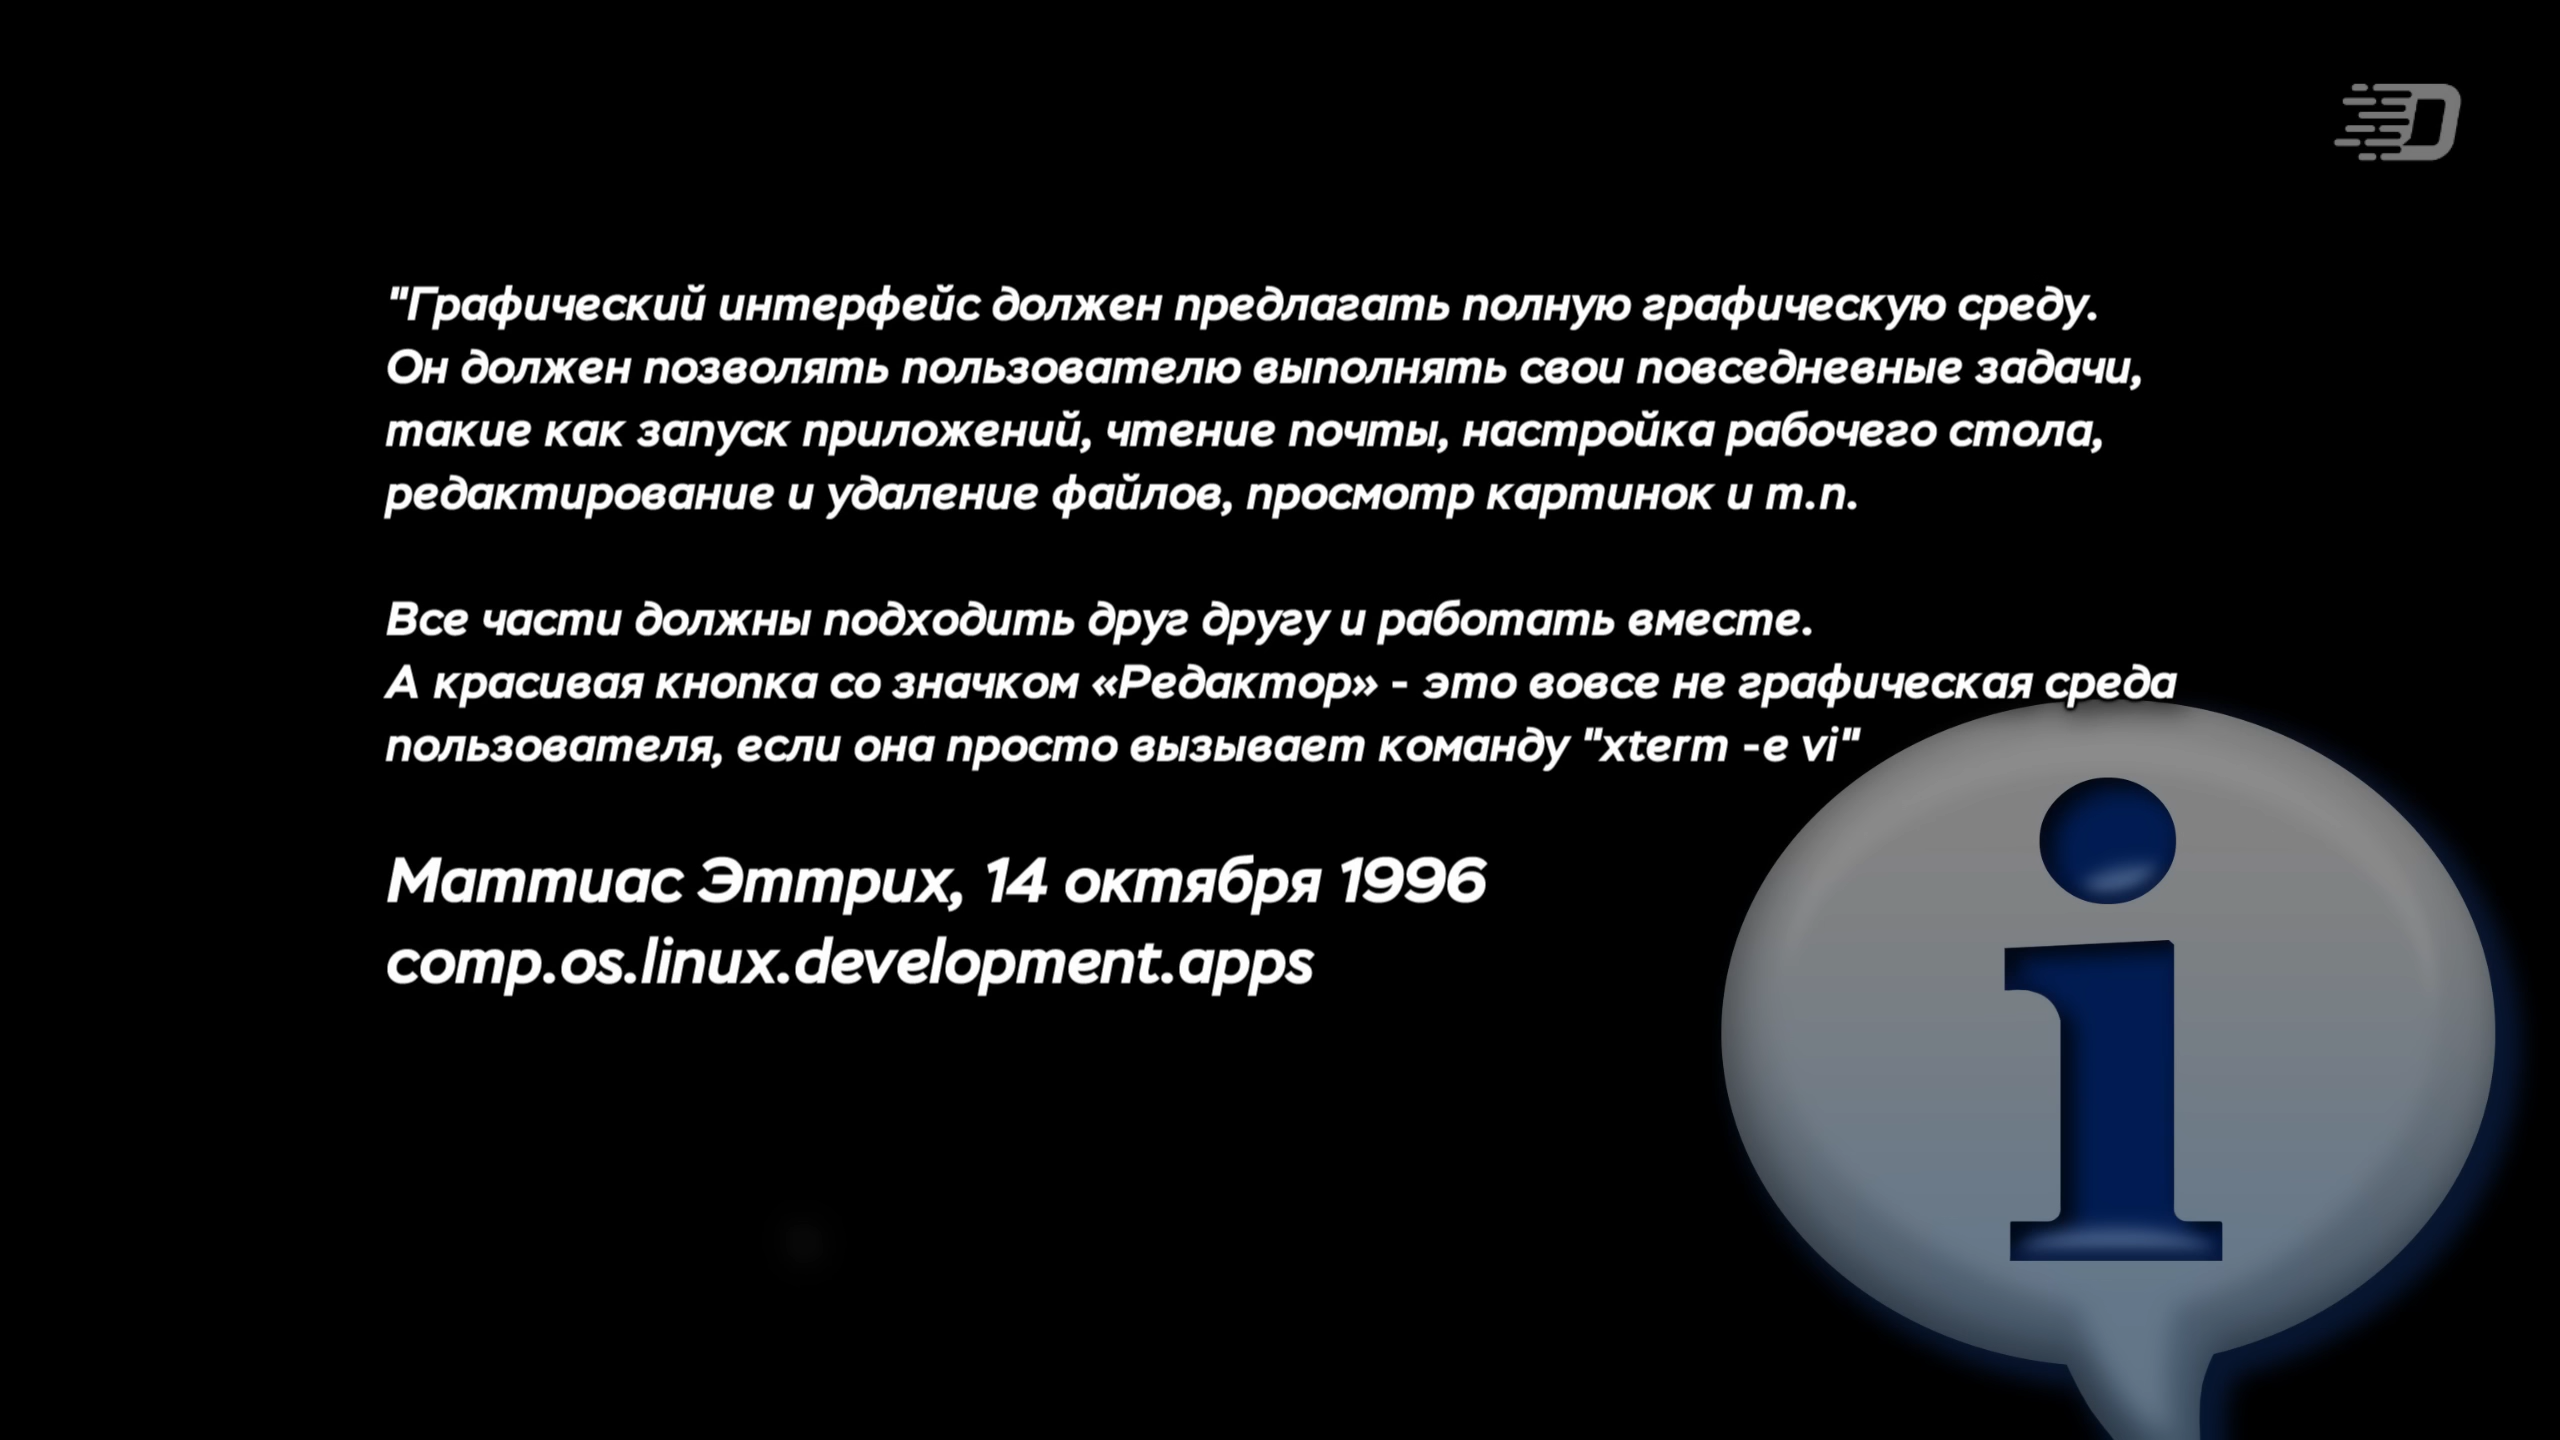 "Графический интерфейс должен предлагать полную графическую среду.
Он должен позволять пользователю выполнять свои повседневные задачи,
такие как запуск приложений, чтение почты, настройка рабочего стола,
редактирование и удаление файлов, просмотр картинок и т.п.
Все части должны подходить друг другу и работать вместе.
А красивая кнопка со значком «Редактор» - это вовсе не графическая среда
пользователя, если она просто вызывает команду "xterm -e vi"
Маттиас Эттрих, 14 октября 1996
comp.os.linux.development.apps
D
i